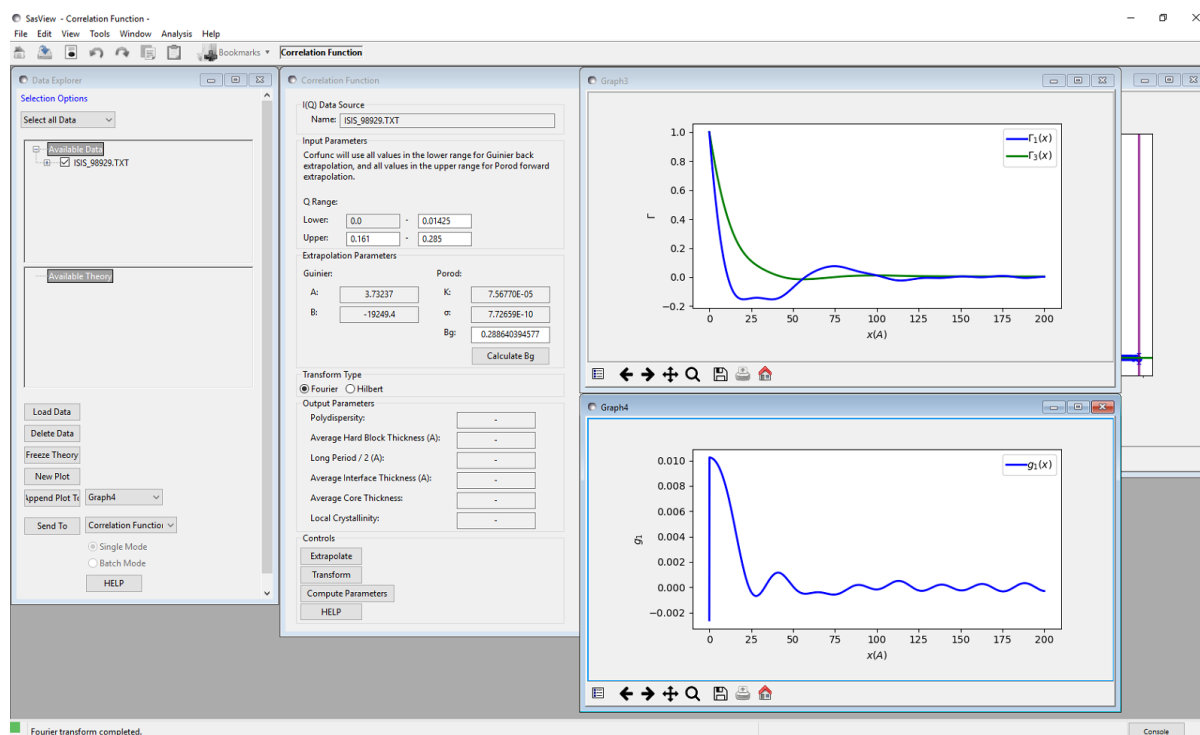 SasView - Correlation Function -
File Edit View Tools Window Analysis Help
Bookmarks Correlation Function
Data Explorer
Selection Options
Select all Data
Available Data
ISIS_98929.TXT
Available Theory
Load Data
Delete Data
Freeze Theory
New Plot
Append Plot To Graph4
Send To Correlation Function
Single Mode
Batch Mode
HELP
Correlation Function
I(Q) Data Source
Name: ISIS_98929.TXT
Input Parameters
Corfunc will use all values in the lower range for Guinier back
extrapolation, and all values in the upper range for Porod forward
extrapolation.
Q Range:
Lower: 0.0 - 0.01425
Upper: 0.161 - 0.285
Extrapolation Parameters
Guinier: Porod:
A: 3.73237 K: 7.56770E-05
B: -19249.4 σ: 7.72659E-10
Bg: 0.288640394577
Calculate Bg
Transform Type
Fourier Hilbert
Output Parameters
Polydispersity: -
Average Hard Block Thickness (A): -
Long Period / 2 (A): -
Average Interface Thickness (A): -
Average Core Thickness: -
Local Crystallinity: -
Controls
Extrapolate
Transform
Compute Parameters
HELP
Graph3
Γ₁(x)
Γ₃(x)
1.0
0.8
0.6
0.4
0.2
0.0
−0.2
Γ
0 25 50 75 100 125 150 175 200
x(A)
Graph4
g₁(x)
0.010
0.008
0.006
0.004
0.002
0.000
−0.002
g₁
0 25 50 75 100 125 150 175 200
x(A)
Fourier transform completed.
Console